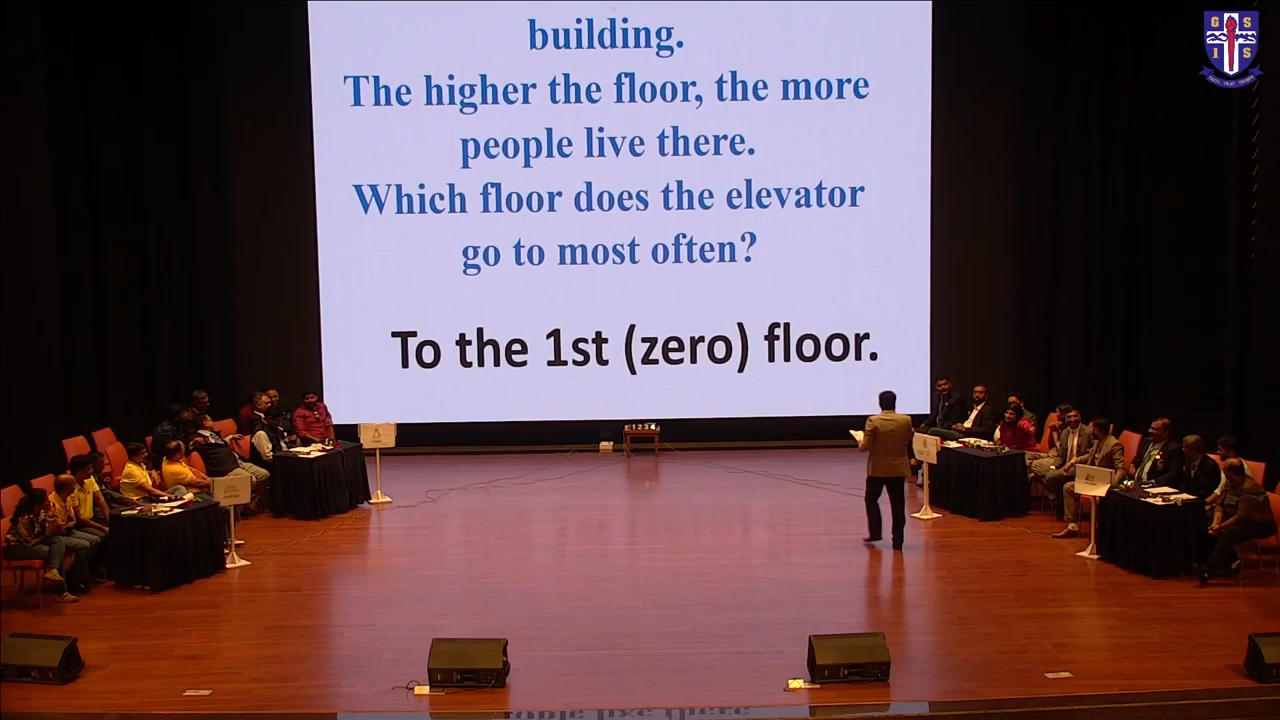 building.
The higher the floor, the more
people live there.
Which floor does the elevator
go to most often?
To the 1st (zero) floor.
1234
G S
I S